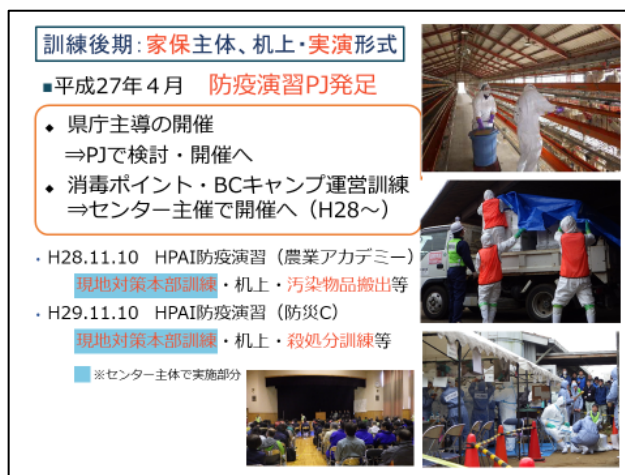 訓練後期：家保主体、机上・実演形式
■平成27年４月　防疫演習PJ発足
◆ 県庁主導の開催
⇒PJで検討・開催へ
◆ 消毒ポイント・BCキャンプ運営訓練
⇒センター主催で開催へ（H28～）
・H28.11.10　HPAI防疫演習（農業アカデミー）
現地対策本部訓練・机上・汚染物品搬出等
・H29.11.10　HPAI防疫演習（防災C）
現地対策本部訓練・机上・殺処分訓練等
※センター主体で実施部分